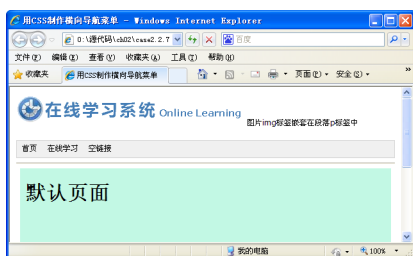 用CSS制作横向导航菜单 - Windows Internet Explorer
D:\源代码\ch02\case2.2.7
百度
文件(F) 编辑(E) 查看(V) 收藏夹(A) 工具(T) 帮助(H)
收藏夹 用CSS制作横向导航菜单 页面(P) 安全(S) »
在线学习系统 Online Learning
图片img标签嵌套在段落p标签中
首页 在线学习 空链接
默认页面
我的电脑 100%